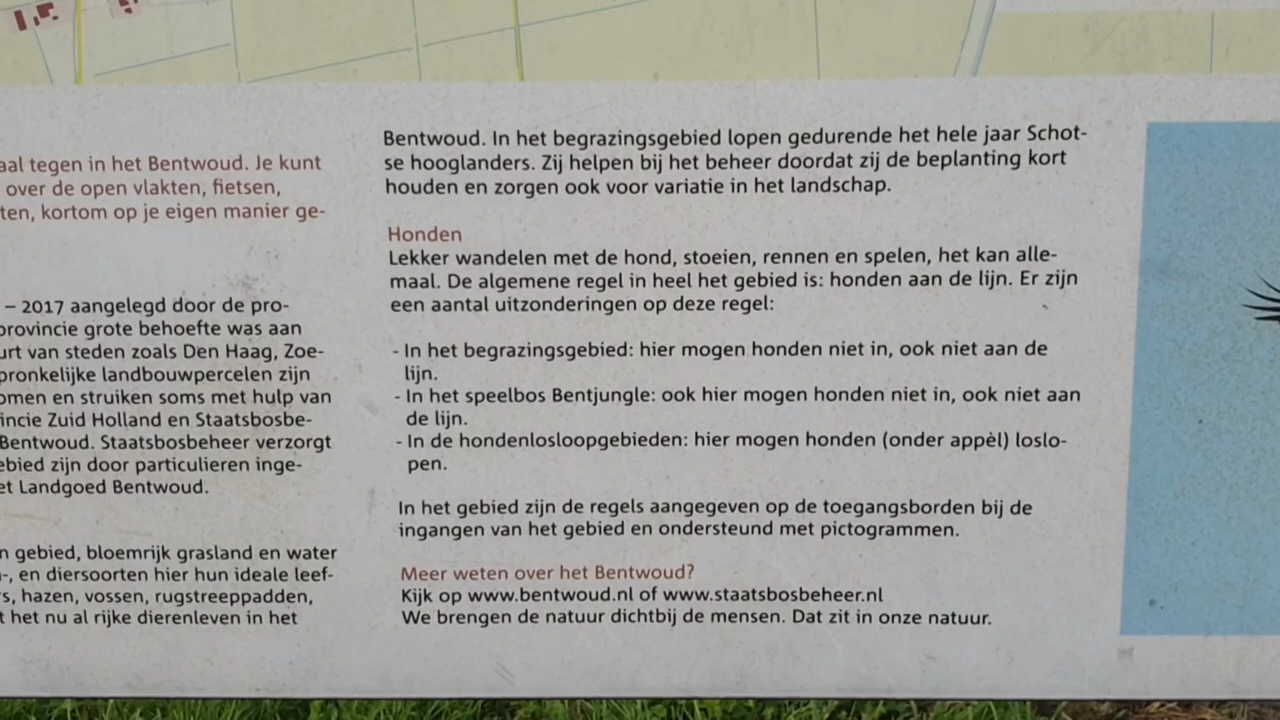 aal tegen in het Bentwoud. Je kunt
over de open vlakten, fietsen,
ten, kortom op je eigen manier ge-
– 2017 aangelegd door de pro-
provincie grote behoefte was aan
urt van steden zoals Den Haag, Zoe-
pronkelijke landbouwpercelen zijn
omen en struiken soms met hulp van
incie Zuid Holland en Staatsbosbe-
Bentwoud. Staatsbosbeheer verzorgt
ebied zijn door particulieren inge-
et Landgoed Bentwoud.
n gebied, bloemrijk grasland en water
-, en diersoorten hier hun ideale leef-
s, hazen, vossen, rugstreeppadden,
t het nu al rijke dierenleven in het
Bentwoud. In het begrazingsgebied lopen gedurende het hele jaar Schot-
se hooglanders. Zij helpen bij het beheer doordat zij de beplanting kort
houden en zorgen ook voor variatie in het landschap.
Honden
Lekker wandelen met de hond, stoeien, rennen en spelen, het kan alle-
maal. De algemene regel in heel het gebied is: honden aan de lijn. Er zijn
een aantal uitzonderingen op deze regel:
- In het begrazingsgebied: hier mogen honden niet in, ook niet aan de
lijn.
- In het speelbos Bentjungle: ook hier mogen honden niet in, ook niet aan
de lijn.
- In de hondenlosloopgebieden: hier mogen honden (onder appèl) loslo-
pen.
In het gebied zijn de regels aangegeven op de toegangsborden bij de
ingangen van het gebied en ondersteund met pictogrammen.
Meer weten over het Bentwoud?
Kijk op www.bentwoud.nl of www.staatsbosbeheer.nl
We brengen de natuur dichtbij de mensen. Dat zit in onze natuur.